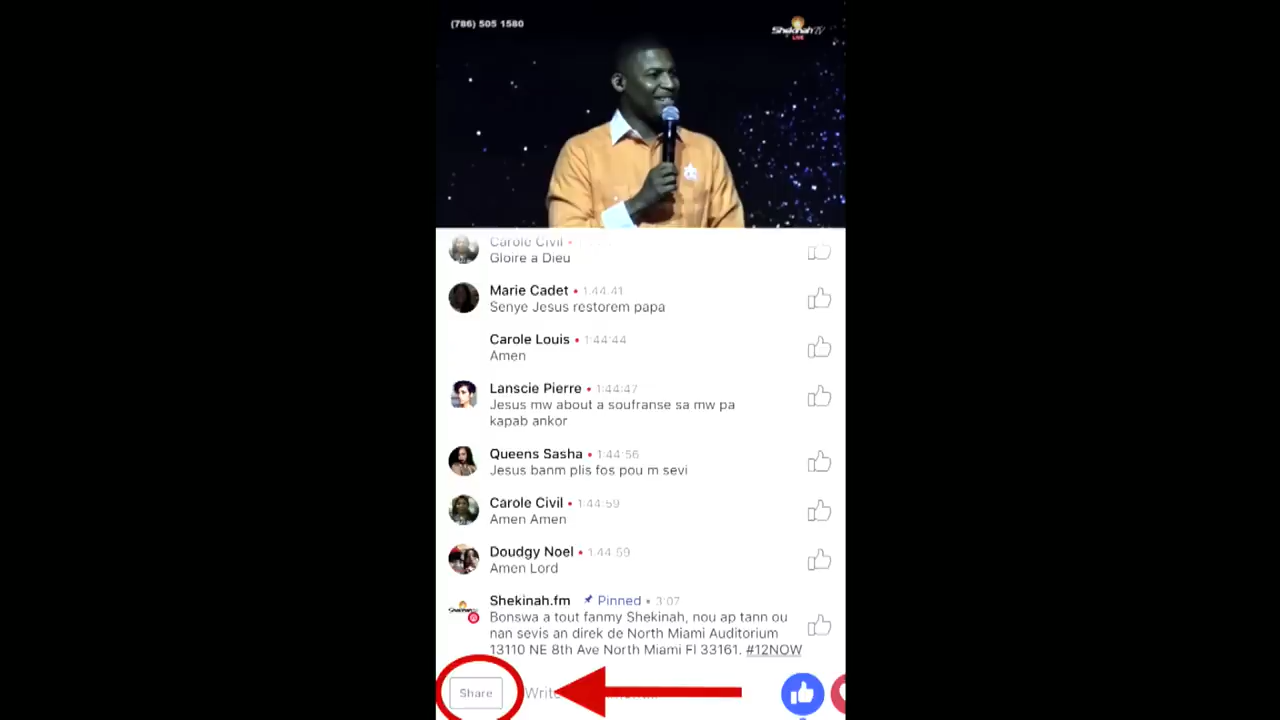 (786) 505 1580
Shekinah TV
LIVE
Carole Civil •
Gloire a Dieu
Marie Cadet • 1:44:41
Senye Jesus restorem papa
Carole Louis • 1:44:44
Amen
Lanscie Pierre • 1:44:47
Jesus mw about a soufranse sa mw pa
kapab ankor
Queens Sasha • 1:44:56
Jesus banm plis fos pou m sevi
Carole Civil • 1:44:59
Amen Amen
Doudgy Noel • 1:44:59
Amen Lord
Shekinah.fm Pinned • 3:07
Bonswa a tout fanmy Shekinah, nou ap tann ou
nan sevis an direk de North Miami Auditorium
13110 NE 8th Ave North Miami Fl 33161. #12NOW
Share Write